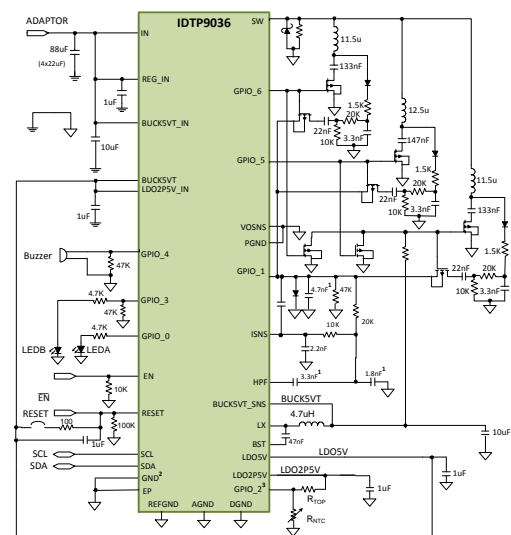 IDTP9036
ADAPTOR
IN
SW
88uF
(4x22uF)
11.5u
133nF
REG_IN
1uF
GPIO_6
1.5K
20K
22nF
10K
3.3nF
12.5u
147nF
BUCK5VT_IN
10uF
GPIO_5
1.5K
20K
22nF
10K
3.3nF
11.5u
133nF
BUCK5VT
LDO2P5V_IN
1uF
VOSNS
PGND
1.5K
Buzzer
GPIO_4
47K
GPIO_1
22nF
20K
10K
3.3nF
4.7nF¹
47K
4.7K
GPIO_3
47K
10K
20K
4.7K
GPIO_0
ISNS
2.2nF
LEDB
LEDA
EN
10K
HPF
3.3nF¹
1.8nF¹
EN
BUCK5VT_SNS
BUCK5VT
RESET
100
RESET
100K
1uF
LX
4.7uH
10uF
BST
47nF
SCL
SCL
SDA
SDA
LDO5V
LDO5V
1uF
GND²
EP
LDO2P5V
LDO2P5V
1uF
GPIO_2³
RTOP
RNTC
REFGND
AGND
DGND